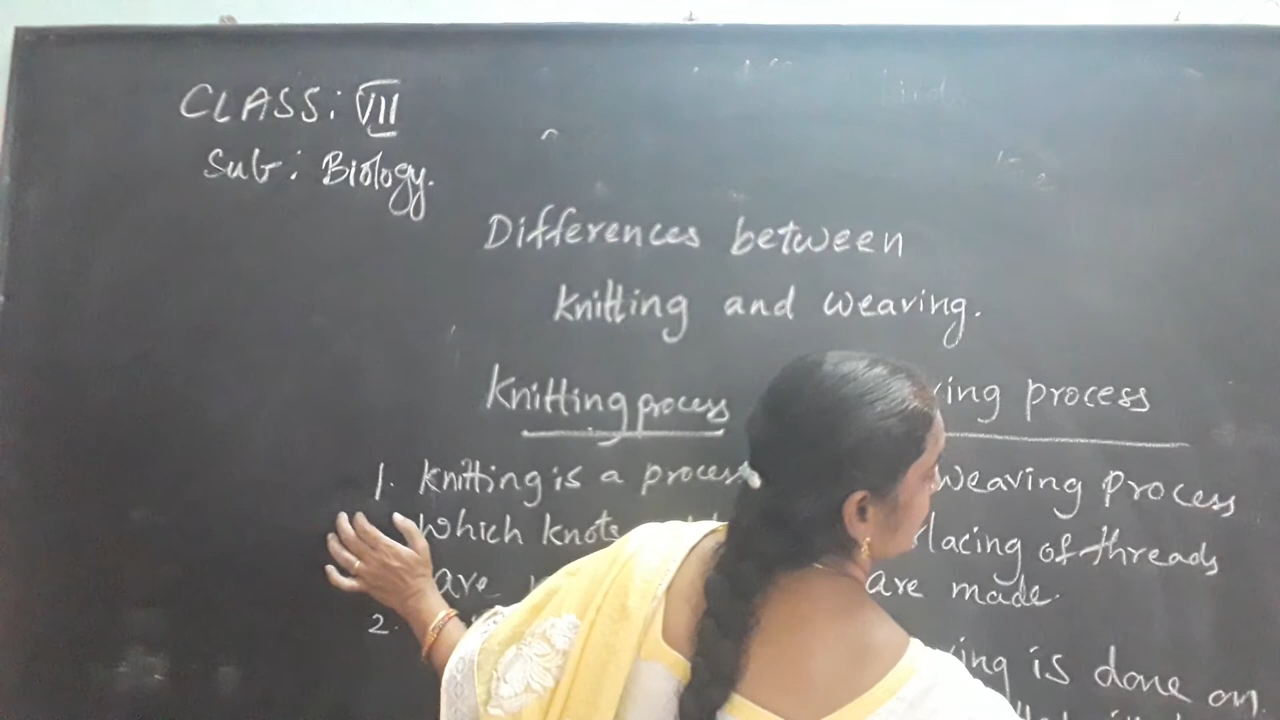 CLASS: VII
Sub: Biology.
Differences between
Knitting and weaving.
Knitting process
ing process
1. Knitting is a process
weaving process
which knots
lacing of threads
are
are made.
2.
ing is done on